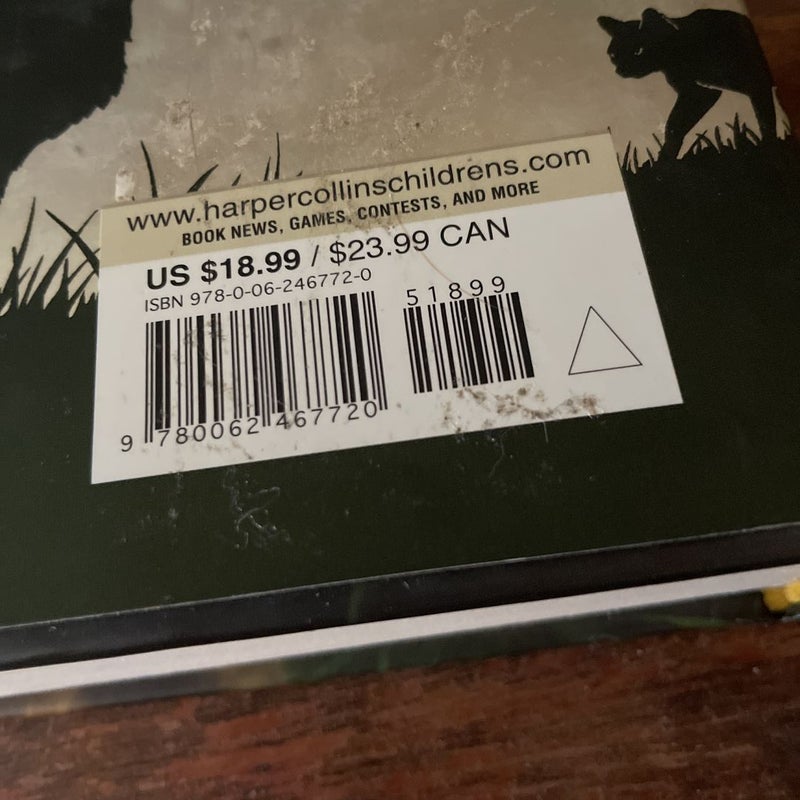 www.harpercollinschildrens.com
BOOK NEWS, GAMES, CONTESTS, AND MORE
US $18.99 / $23.99 CAN
ISBN 978-0-06-246772-0
51899
9 780062 467720